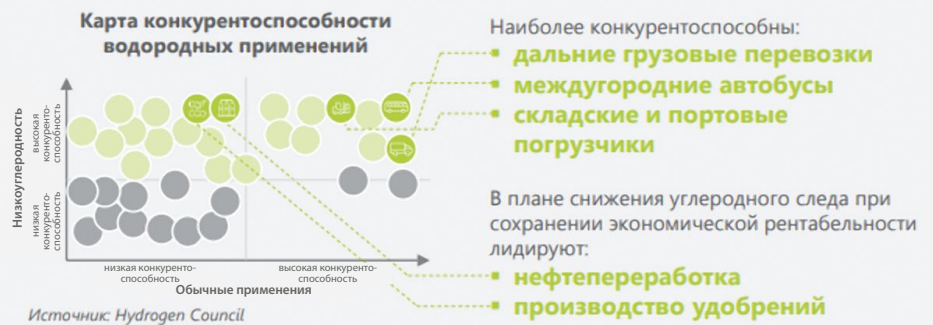 Карта конкурентоспособности
водородных применений
Низкоуглеродность
высокая
конкуренто-
способность
низкая
конкуренто-
способность
низкая конкуренто-
способность
высокая конкуренто-
способность
Обычные применения
Источник: Hydrogen Council
Наиболее конкурентоспособны:
дальние грузовые перевозки
междугородние автобусы
складские и портовые
погрузчики
В плане снижения углеродного следа при
сохранении экономической рентабельности
лидируют:
нефтепереработка
производство удобрений